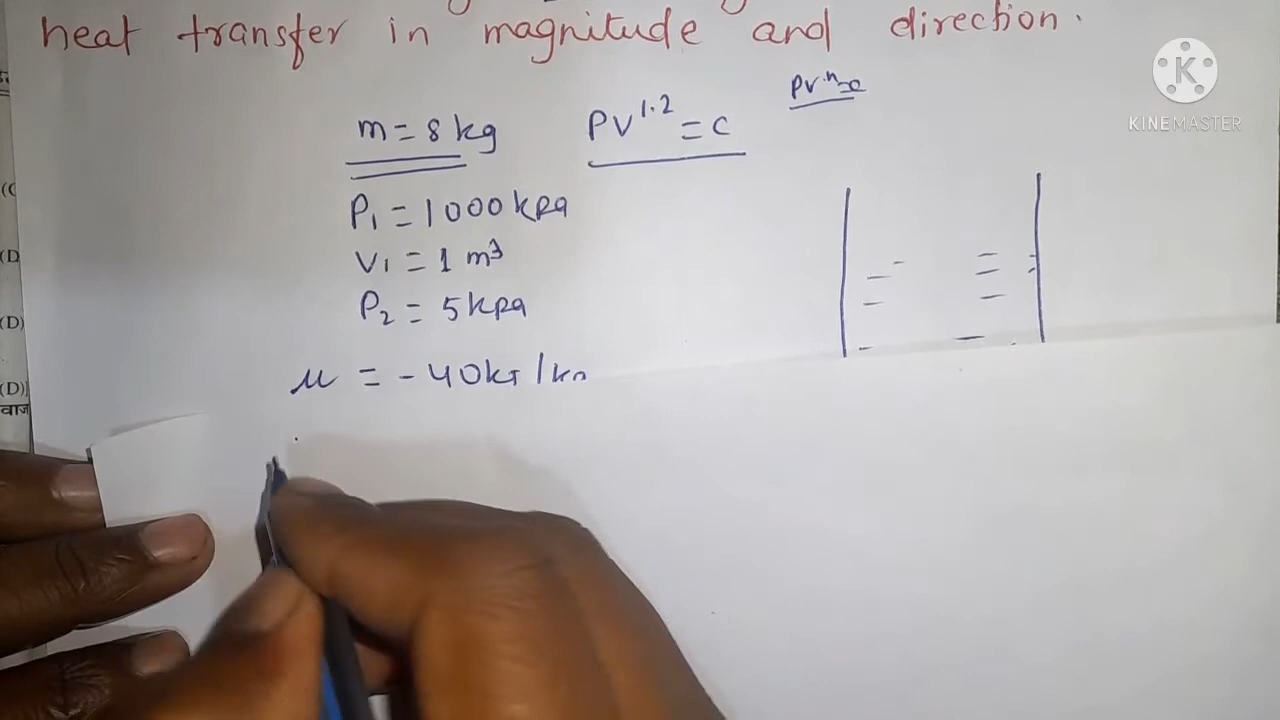 heat transfer in magnitude and direction.
m = 8 kg
PV^1.2 = C
P1 = 1000 kpa
V1 = 1 m³
P2 = 5 kpa
= -40
KINEMASTER
(D
(D)
(D)]
वाज